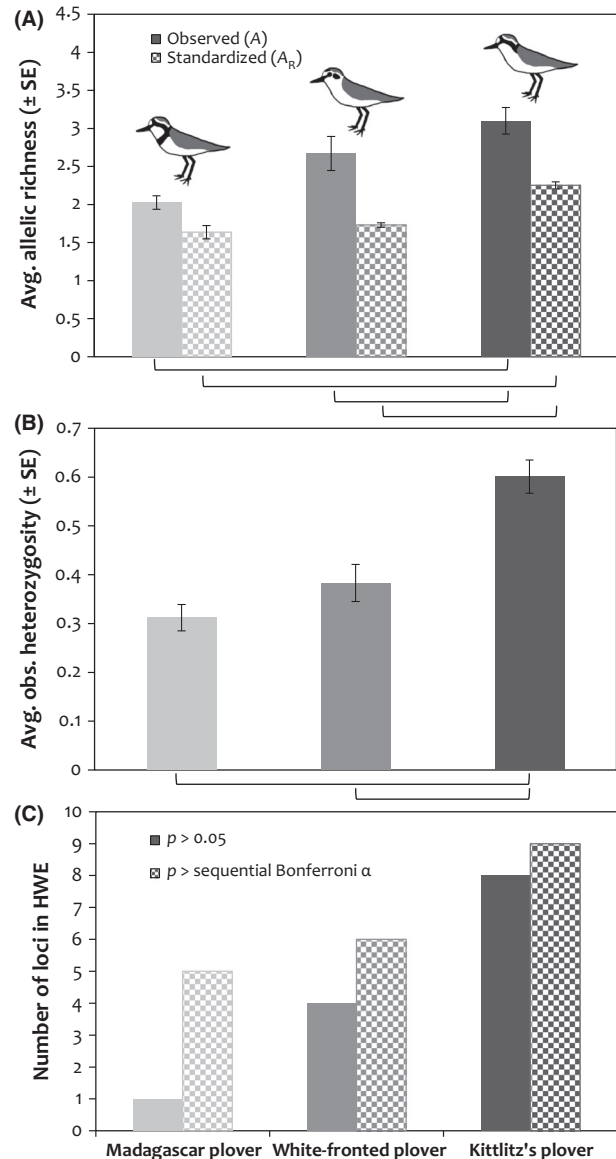 (A)
Avg. allelic richness (± SE)
4.5
4
3.5
3
2.5
2
1.5
1
0.5
0
Observed (A)
Standardized (AR)
(B)
Avg. obs. heterozygosity (± SE)
0.7
0.6
0.5
0.4
0.3
0.2
0.1
0
(C)
Number of loci in HWE
10
9
8
7
6
5
4
3
2
1
0
p > 0.05
p > sequential Bonferroni α
Madagascar plover
White-fronted plover
Kittlitz's plover